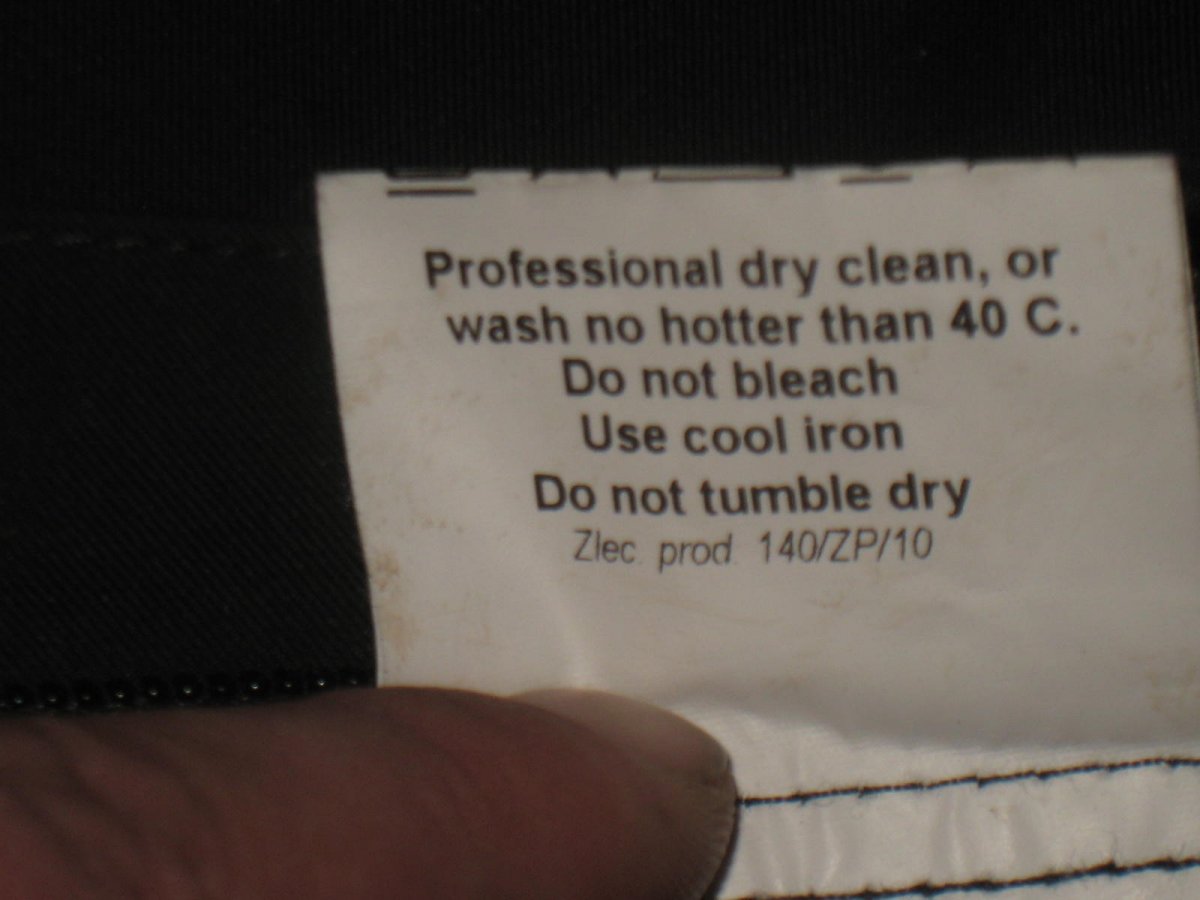 Professional dry clean, or
wash no hotter than 40 C.
Do not bleach
Use cool iron
Do not tumble dry
Zlec. prod. 140/ZP/10